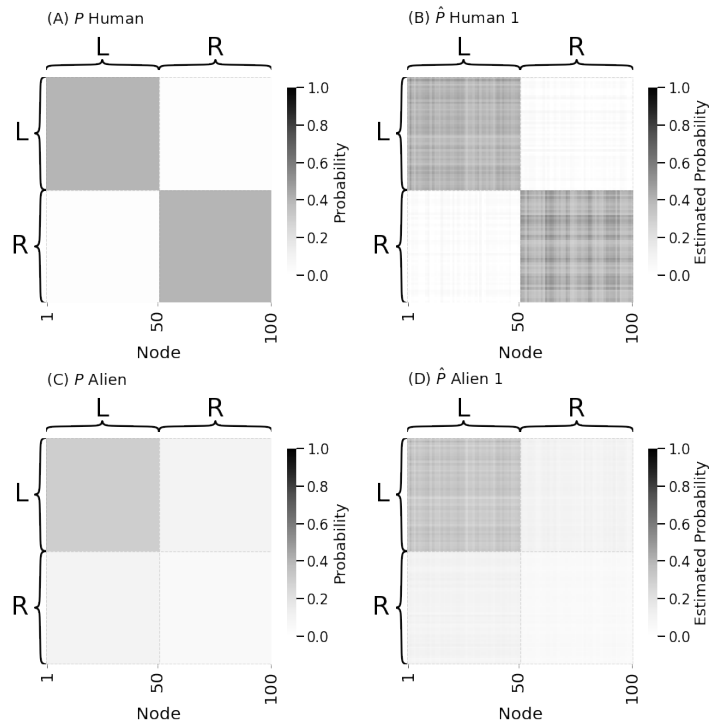 (A) P Human
L R
L
R
1.0
0.8
0.6
0.4
0.2
0.0
Probability
1 50 100
Node
(B) P̂ Human 1
L R
L
R
1.0
0.8
0.6
0.4
0.2
0.0
Estimated Probability
1 50 100
Node
(C) P Alien
L R
L
R
1.0
0.8
0.6
0.4
0.2
0.0
Probability
1 50 100
Node
(D) P̂ Alien 1
L R
L
R
1.0
0.8
0.6
0.4
0.2
0.0
Estimated Probability
1 50 100
Node